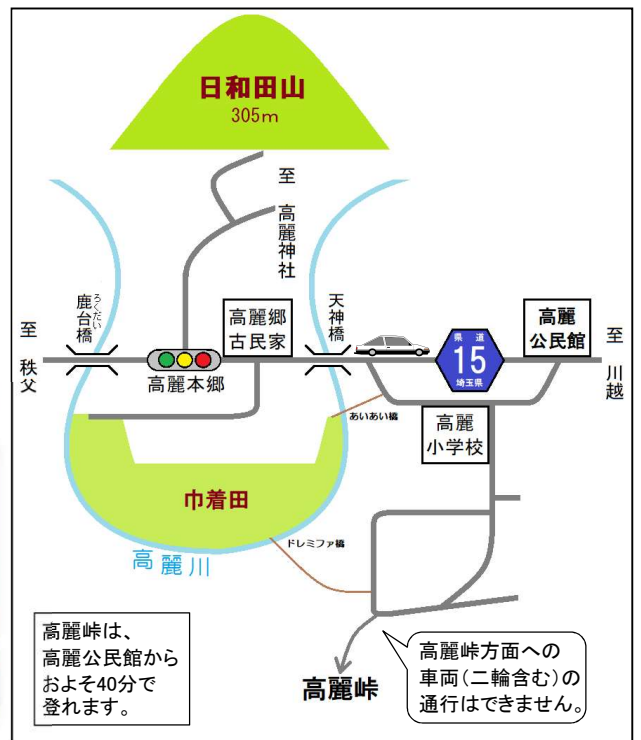 日和田山
305m
至
高麗神社
鹿台橋
ろくだい
天神橋
高麗郷
古民家
高麗
公民館
至
秩父
高麗本郷
県道
15
埼玉県
至
川越
あいあい橋
高麗
小学校
巾着田
高麗川
ドレミファ橋
高麗峠は、
高麗公民館から
およそ40分で
登れます。
高麗峠
高麗峠方面への
車両(二輪含む)の
通行はできません。